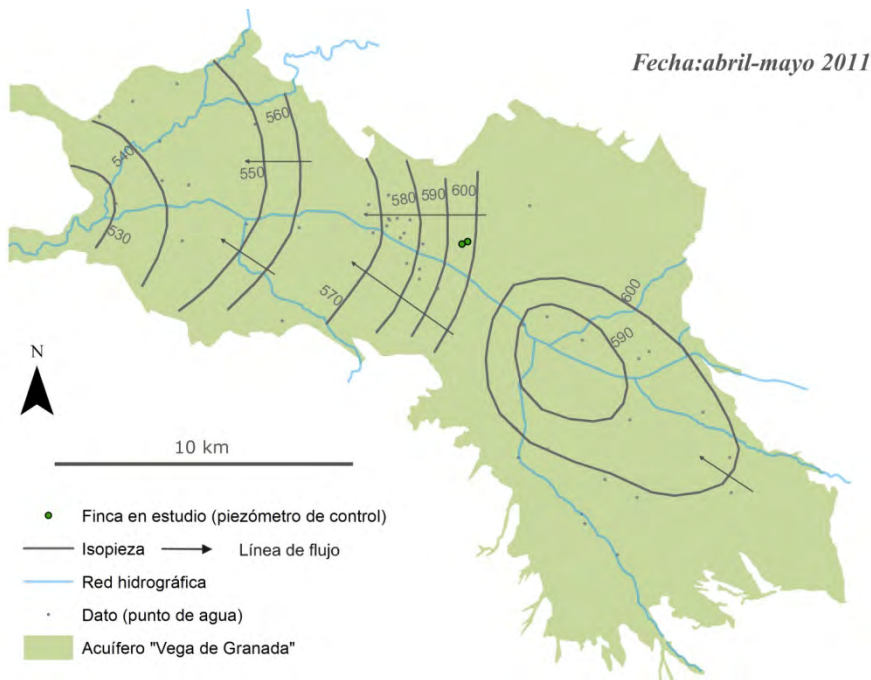 Fecha:abril-mayo 2011
560
540
550
580
590
600
530
570
600
590
N
10 km
Finca en estudio (piezómetro de control)
Isopieza
Línea de flujo
Red hidrográfica
Dato (punto de agua)
Acuífero "Vega de Granada"